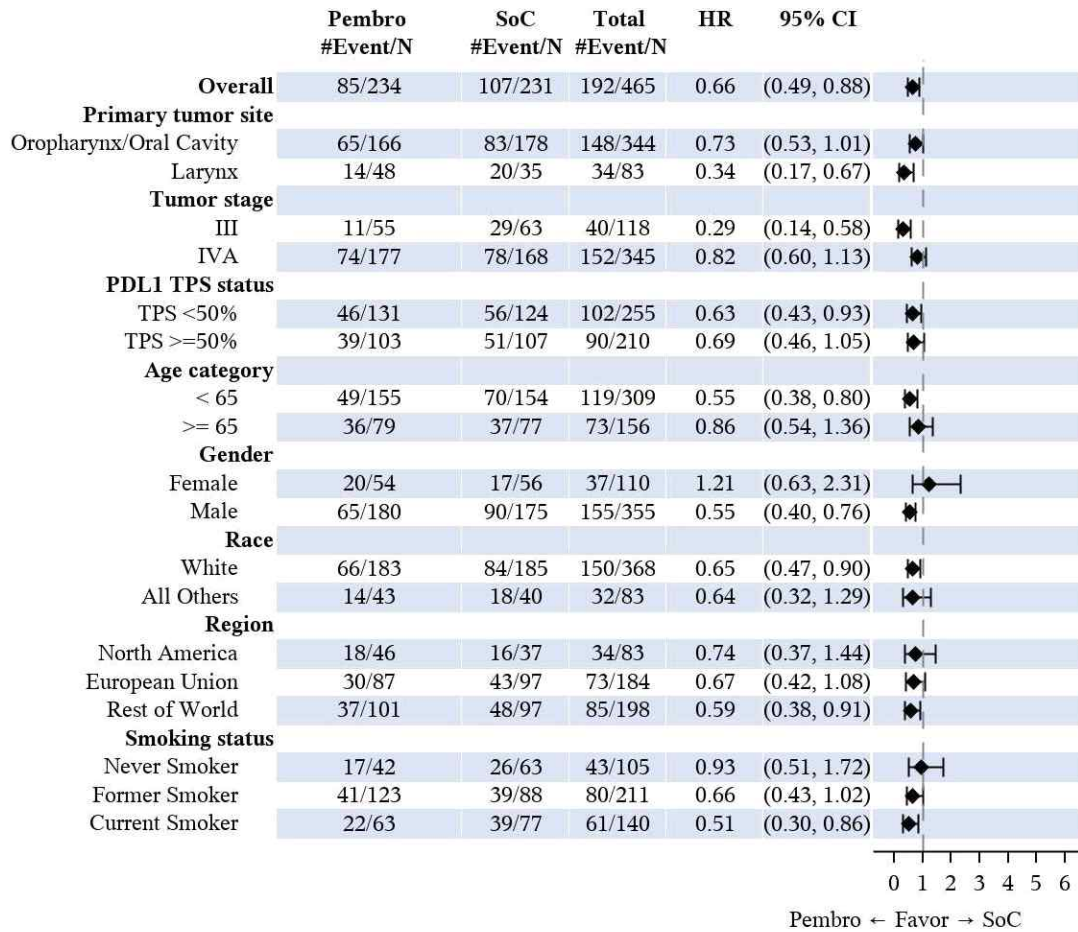 Pembro SoC Total HR 95% CI
#Event/N #Event/N #Event/N
Overall 85/234 107/231 192/465 0.66 (0.49, 0.88)
Primary tumor site
Oropharynx/Oral Cavity 65/166 83/178 148/344 0.73 (0.53, 1.01)
Larynx 14/48 20/35 34/83 0.34 (0.17, 0.67)
Tumor stage
III 11/55 29/63 40/118 0.29 (0.14, 0.58)
IVA 74/177 78/168 152/345 0.82 (0.60, 1.13)
PDL1 TPS status
TPS <50% 46/131 56/124 102/255 0.63 (0.43, 0.93)
TPS >=50% 39/103 51/107 90/210 0.69 (0.46, 1.05)
Age category
< 65 49/155 70/154 119/309 0.55 (0.38, 0.80)
>= 65 36/79 37/77 73/156 0.86 (0.54, 1.36)
Gender
Female 20/54 17/56 37/110 1.21 (0.63, 2.31)
Male 65/180 90/175 155/355 0.55 (0.40, 0.76)
Race
White 66/183 84/185 150/368 0.65 (0.47, 0.90)
All Others 14/43 18/40 32/83 0.64 (0.32, 1.29)
Region
North America 18/46 16/37 34/83 0.74 (0.37, 1.44)
European Union 30/87 43/97 73/184 0.67 (0.42, 1.08)
Rest of World 37/101 48/97 85/198 0.59 (0.38, 0.91)
Smoking status
Never Smoker 17/42 26/63 43/105 0.93 (0.51, 1.72)
Former Smoker 41/123 39/88 80/211 0.66 (0.43, 1.02)
Current Smoker 22/63 39/77 61/140 0.51 (0.30, 0.86)
0 1 2 3 4 5 6
Pembro ← Favor → SoC